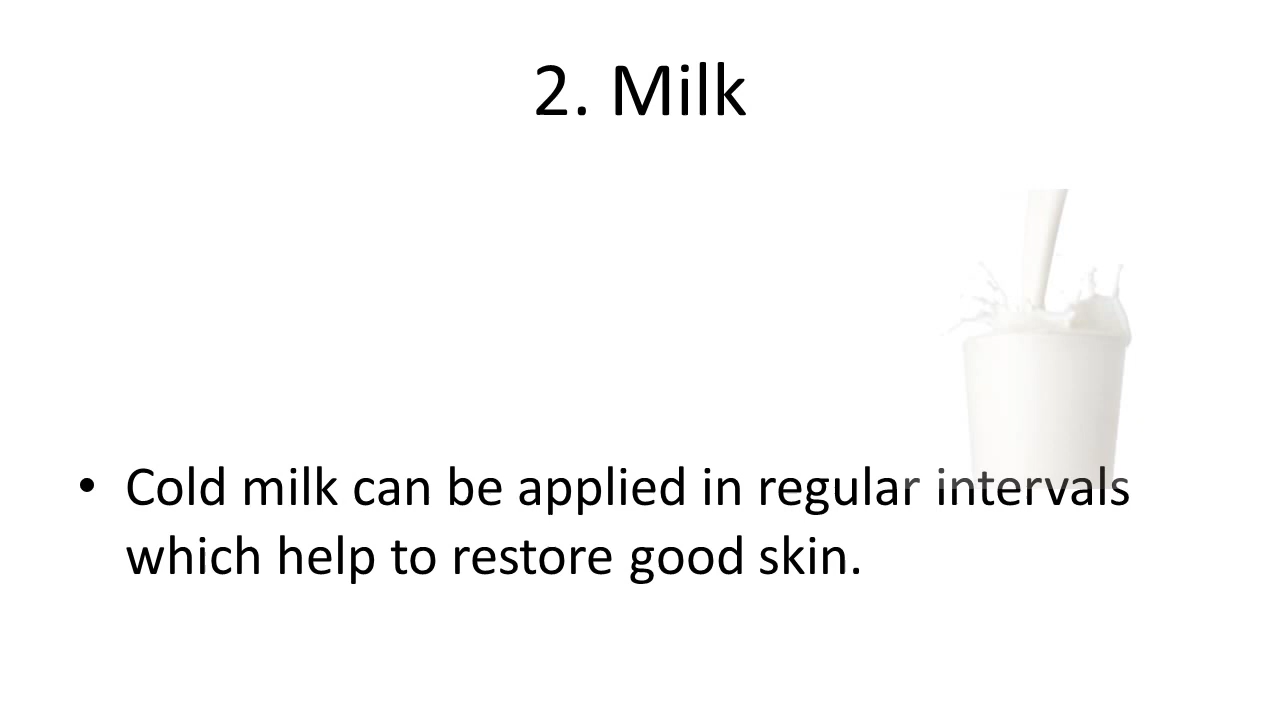 2. Milk
• Cold milk can be applied in regular intervals
which help to restore good skin.